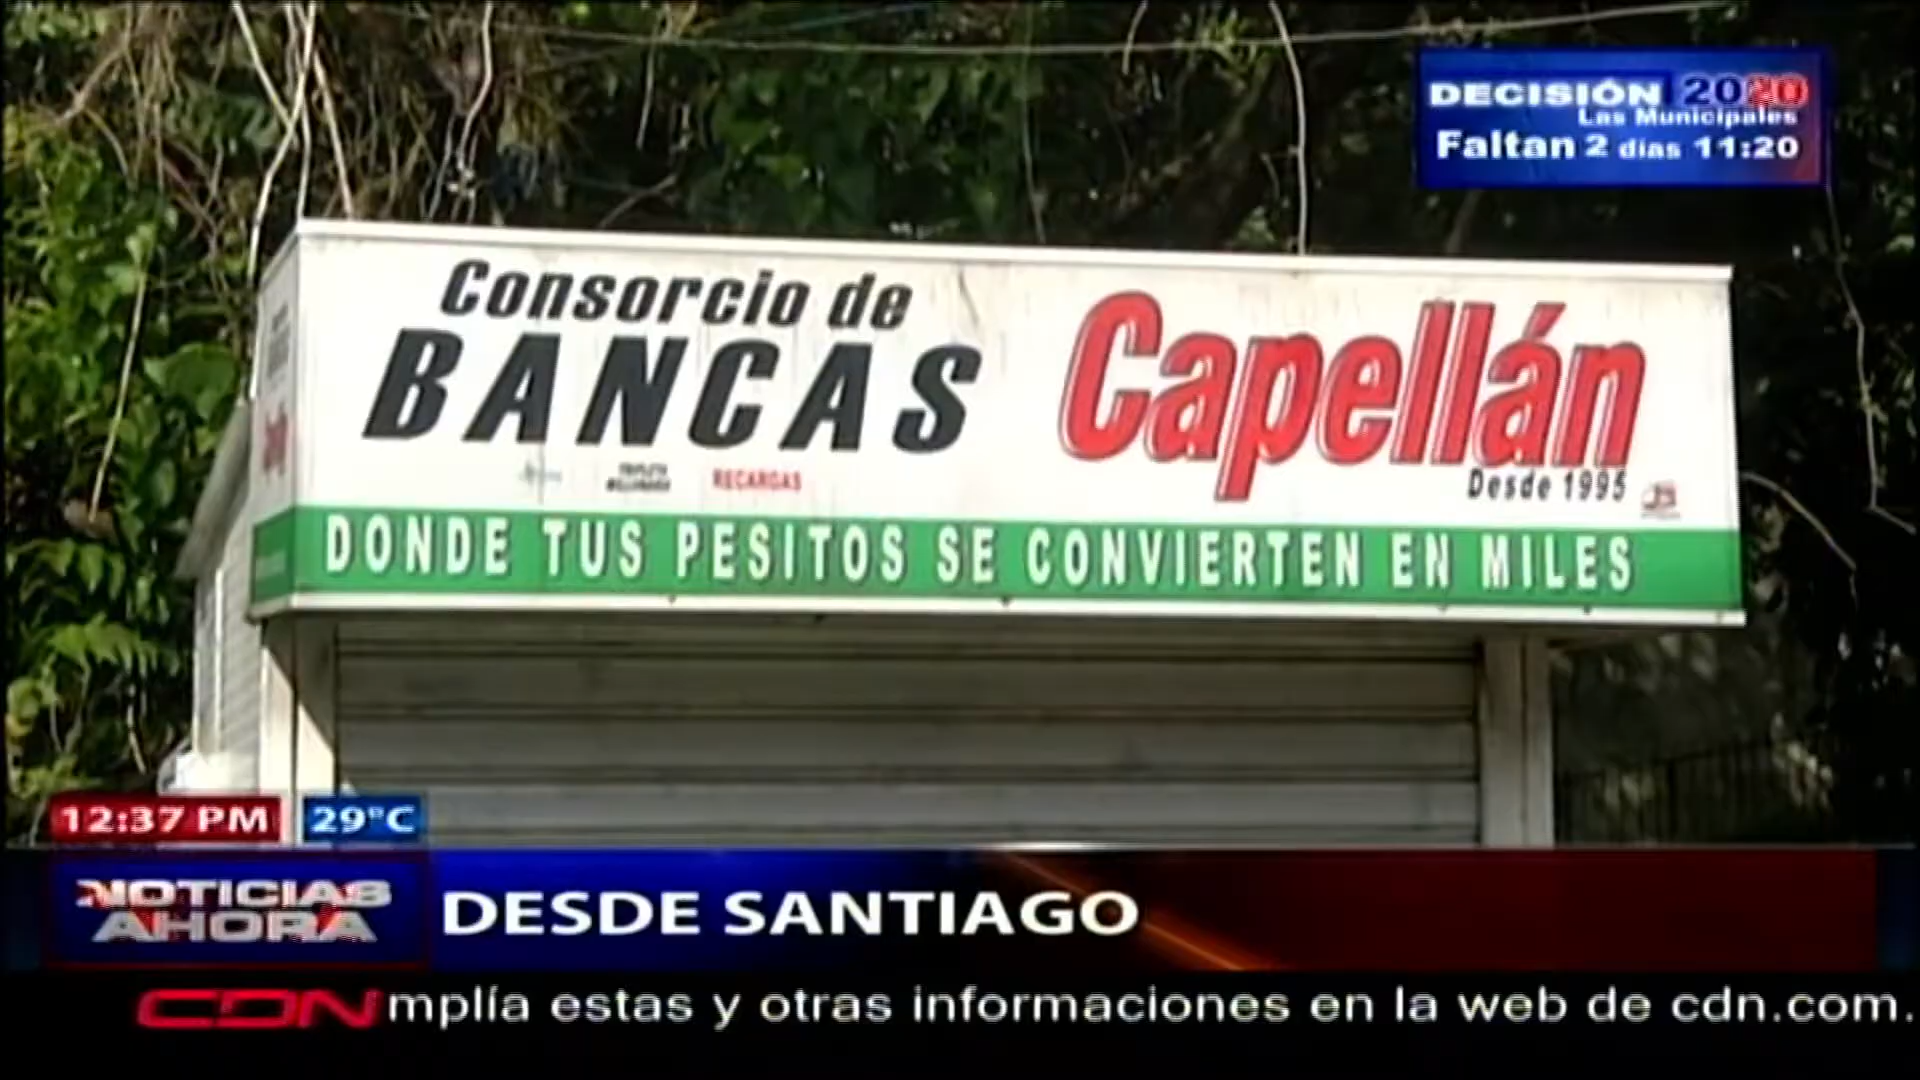 DECISIÓN 2020
Las Municipales
Faltan 2 días 11:20
Consorcio de
BANCAS
Capellán
RECARGAS
Desde 1995
DONDE TUS PESITOS SE CONVIERTEN EN MILES
12:37 PM 29°C
NOTICIAS
AHORA
DESDE SANTIAGO
CDN mplía estas y otras informaciones en la web de cdn.com.